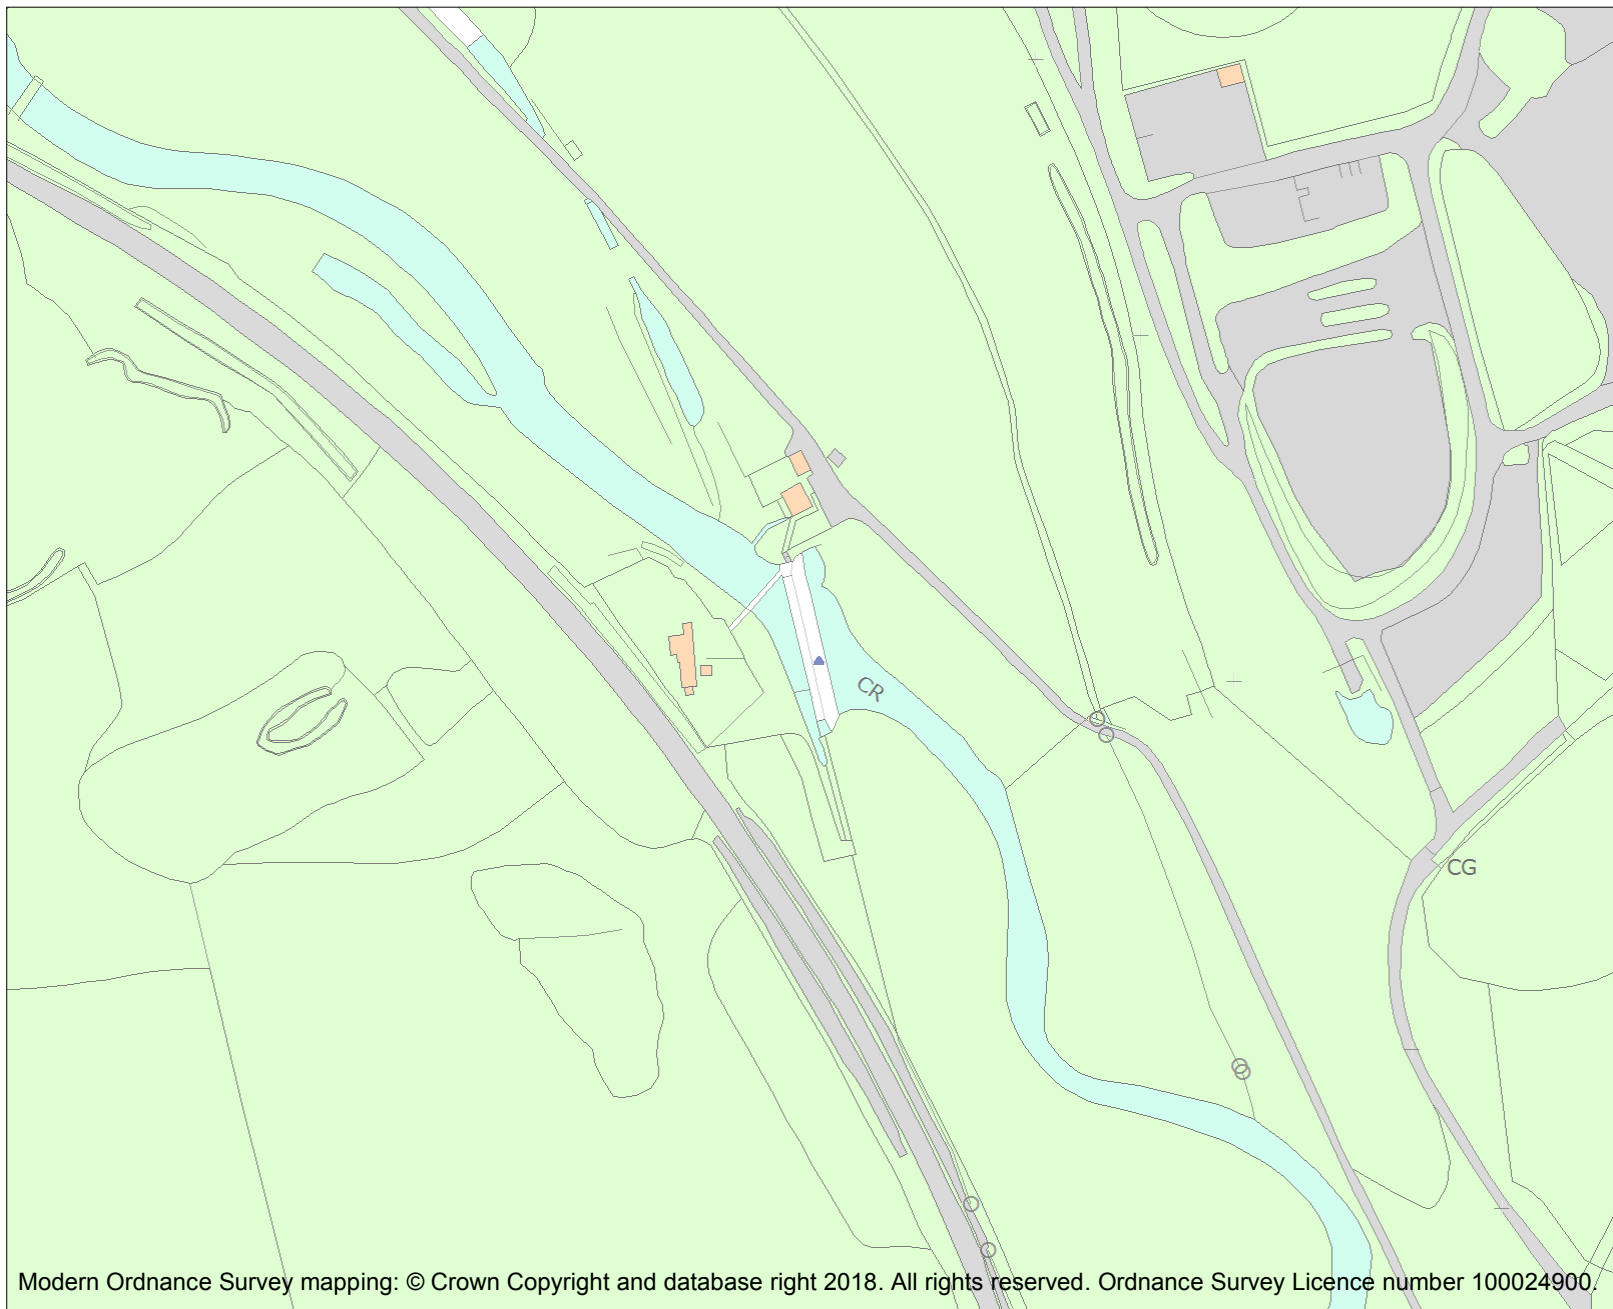 CR
CG
Modern Ordnance Survey mapping: © Crown Copyright and database right 2018. All rights reserved. Ordnance Survey Licence number 100024900.